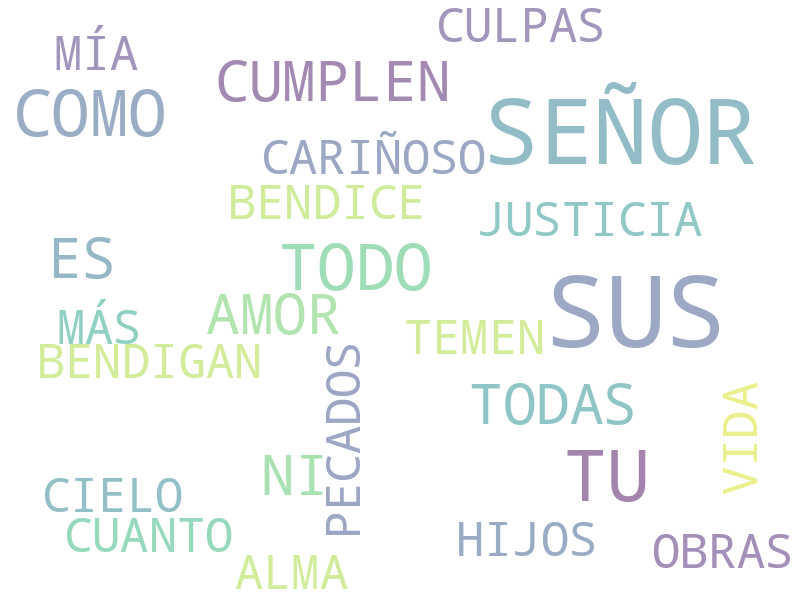 CULPAS
MÍA
CUMPLEN
COMO
SEÑOR
CARIÑOSO
BENDICE
JUSTICIA
ES
TODO
SUS
AMOR
MÁS
TEMEN
BENDIGAN
PECADOS
TODAS
VIDA
TU
NI
CIELO
CUANTO
HIJOS
OBRAS
ALMA